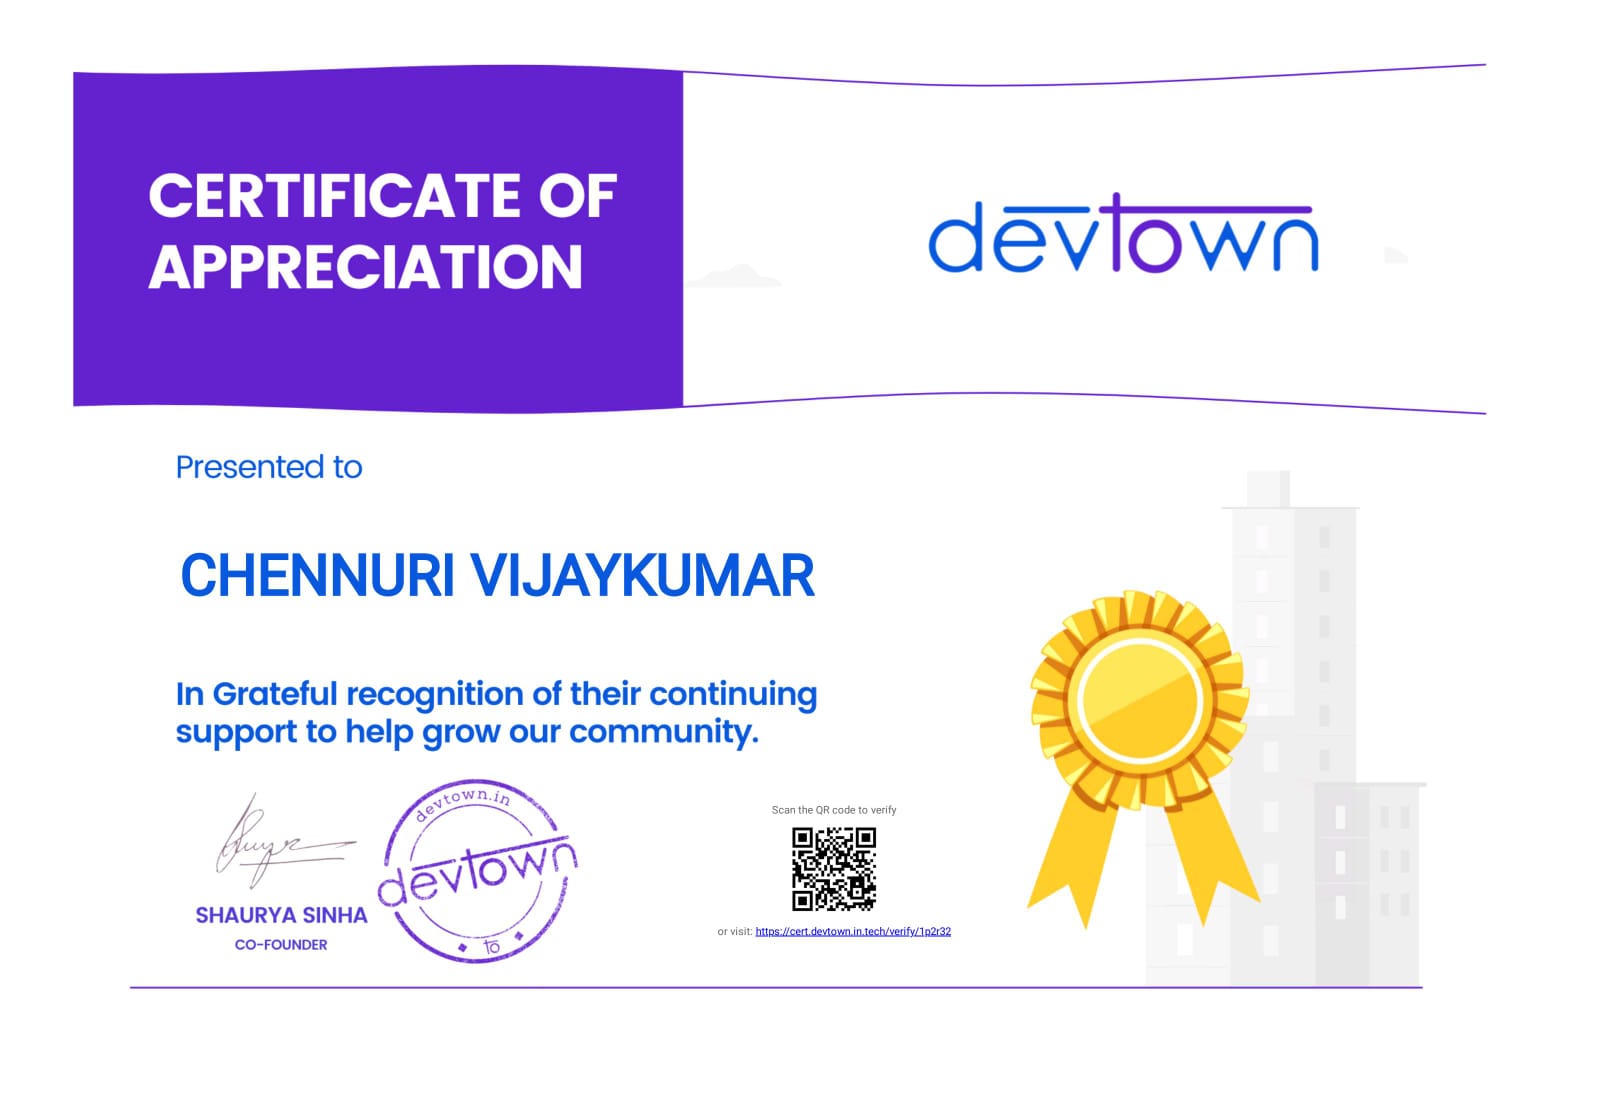 CERTIFICATE OF
APPRECIATION
devtown
Presented to
CHENNURI VIJAYKUMAR
In Grateful recognition of their continuing
support to help grow our community.
SHAURYA SINHA
CO-FOUNDER
devtown.in
devtown
to
Scan the QR code to verify
or visit: https://cert.devtown.in.tech/verify/1p2r32